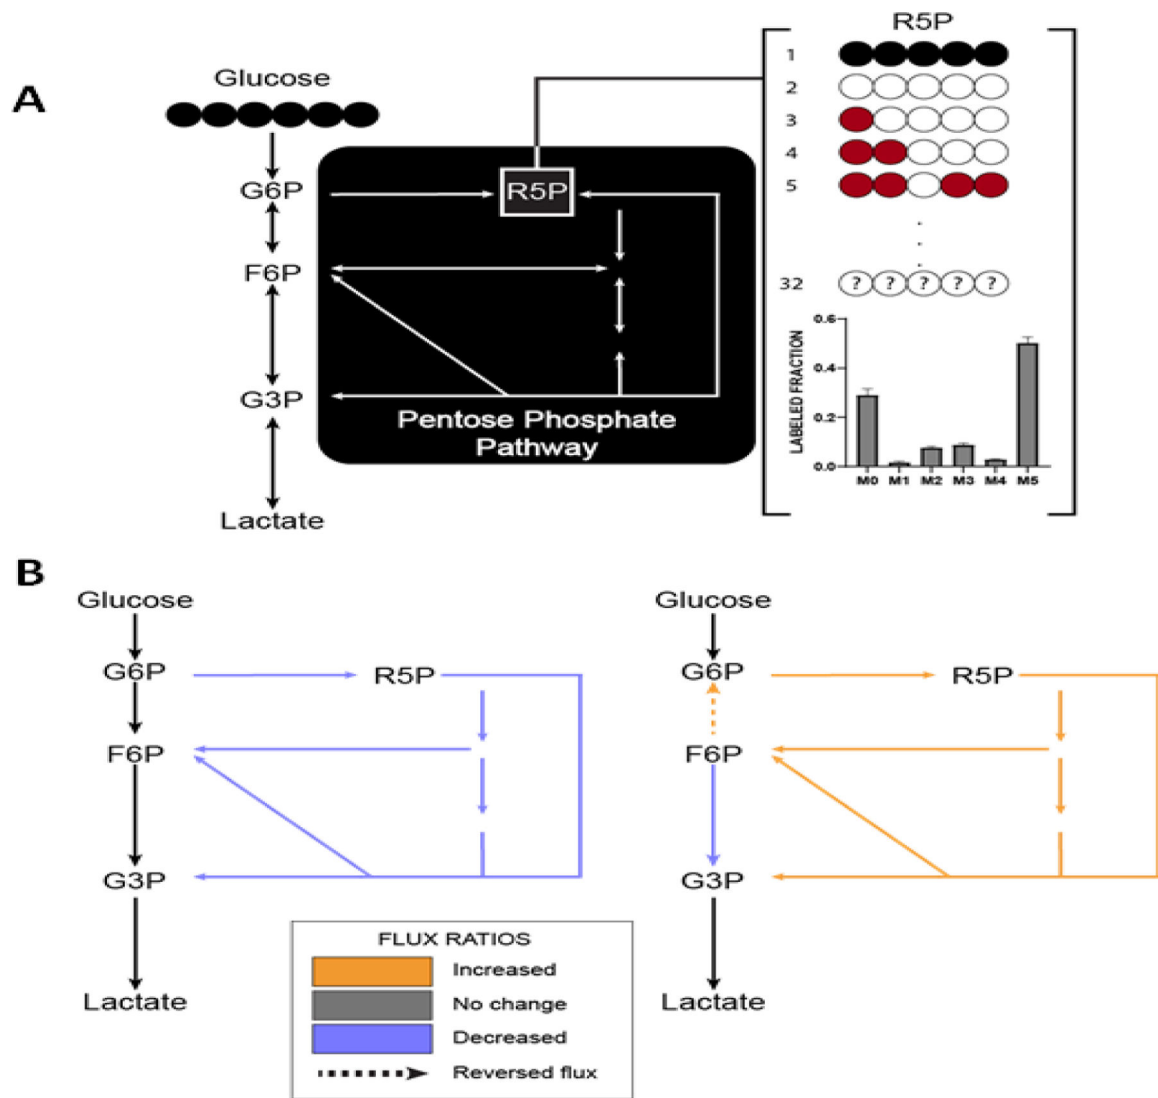 A
Glucose
G6P
F6P
G3P
Lactate
R5P
Pentose Phosphate
Pathway
R5P
1
2
3
4
5
32
? ? ? ? ?
LABELED FRACTION
0.6
0.4
0.2
0.0
M0 M1 M2 M3 M4 M5
B
Glucose
G6P
R5P
F6P
G3P
Lactate
Glucose
G6P
R5P
F6P
G3P
Lactate
FLUX RATIOS
Increased
No change
Decreased
Reversed flux